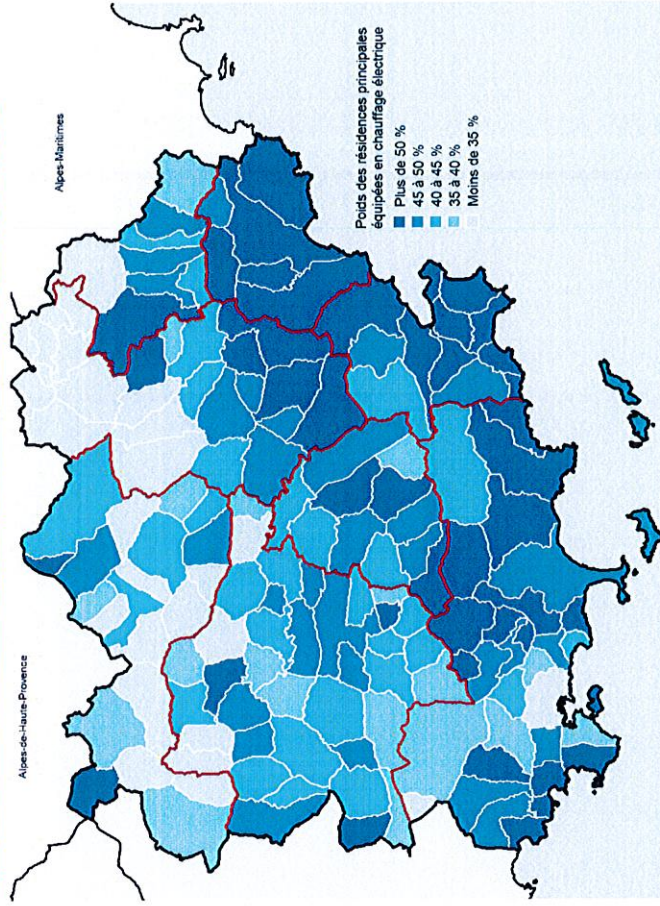 Alpes-de-Haute-Provence
Alpes-Maritimes
Poids des résidences principales
équipées en chauffage électrique
Plus de 50 %
45 à 50 %
40 à 45 %
35 à 40 %
Moins de 35 %